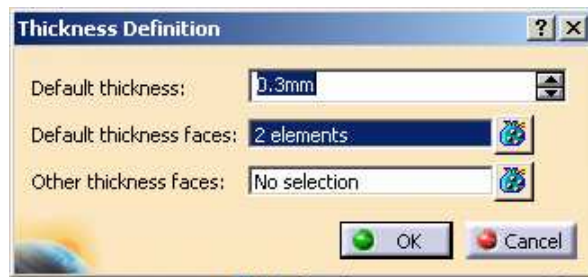 Thickness Definition ? ×
Default thickness: 0.3mm
Default thickness faces: 2 elements
Other thickness faces: No selection
OK Cancel